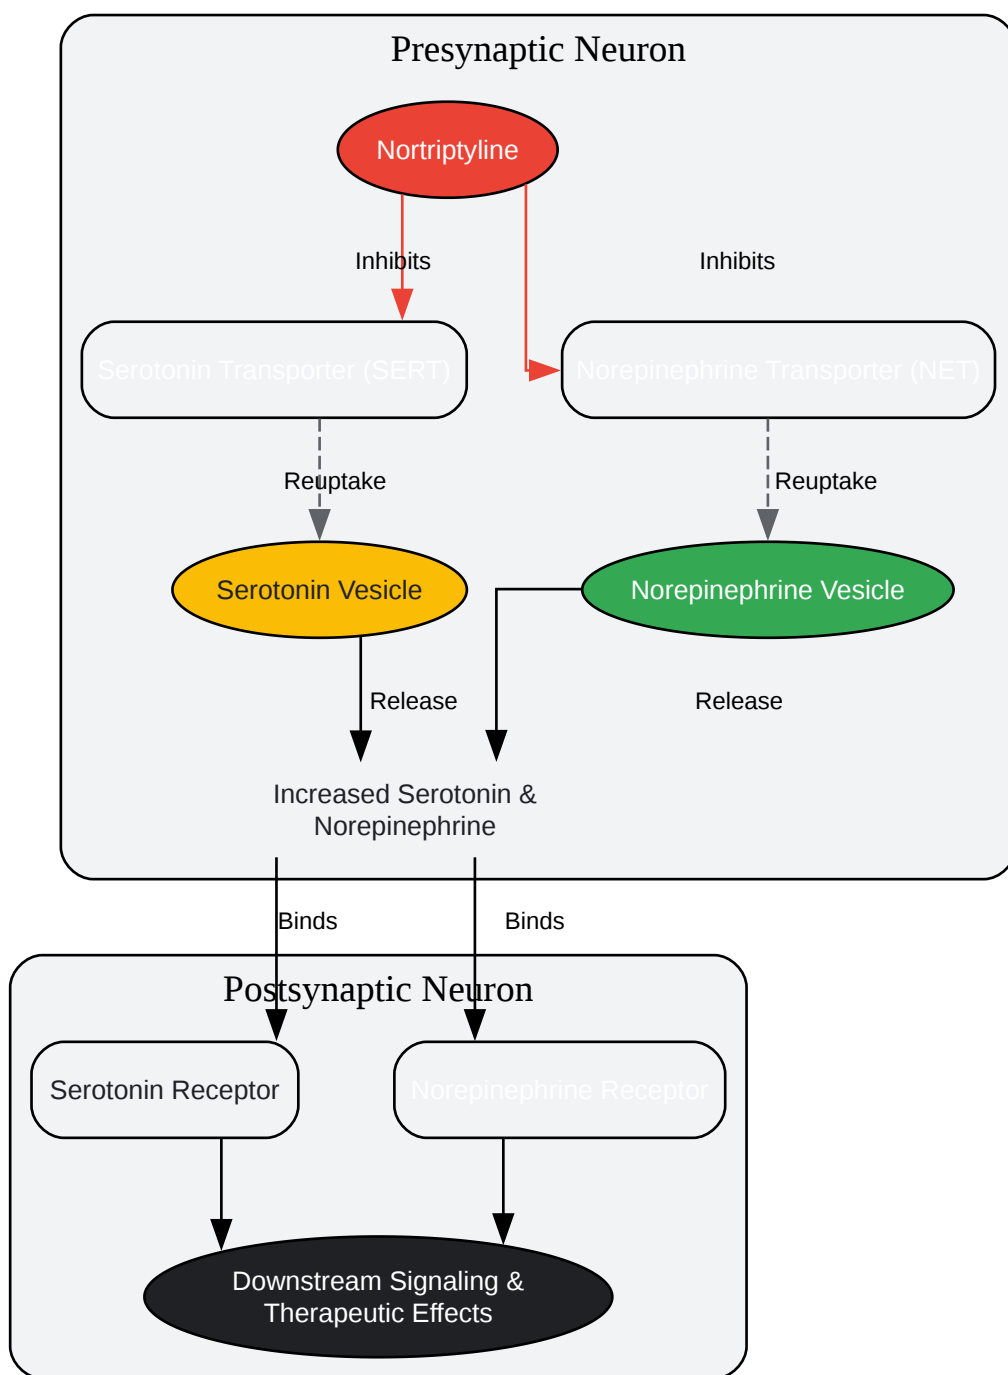 Presynaptic Neuron
Nortriptyline
Inhibits
Inhibits
Serotonin Transporter (SERT)
Norepinephrine Transporter (NET)
Reuptake
Reuptake
Serotonin Vesicle
Norepinephrine Vesicle
Release
Release
Increased Serotonin &
Norepinephrine
Binds
Binds
Postsynaptic Neuron
Serotonin Receptor
Norepinephrine Receptor
Downstream Signaling &
Therapeutic Effects